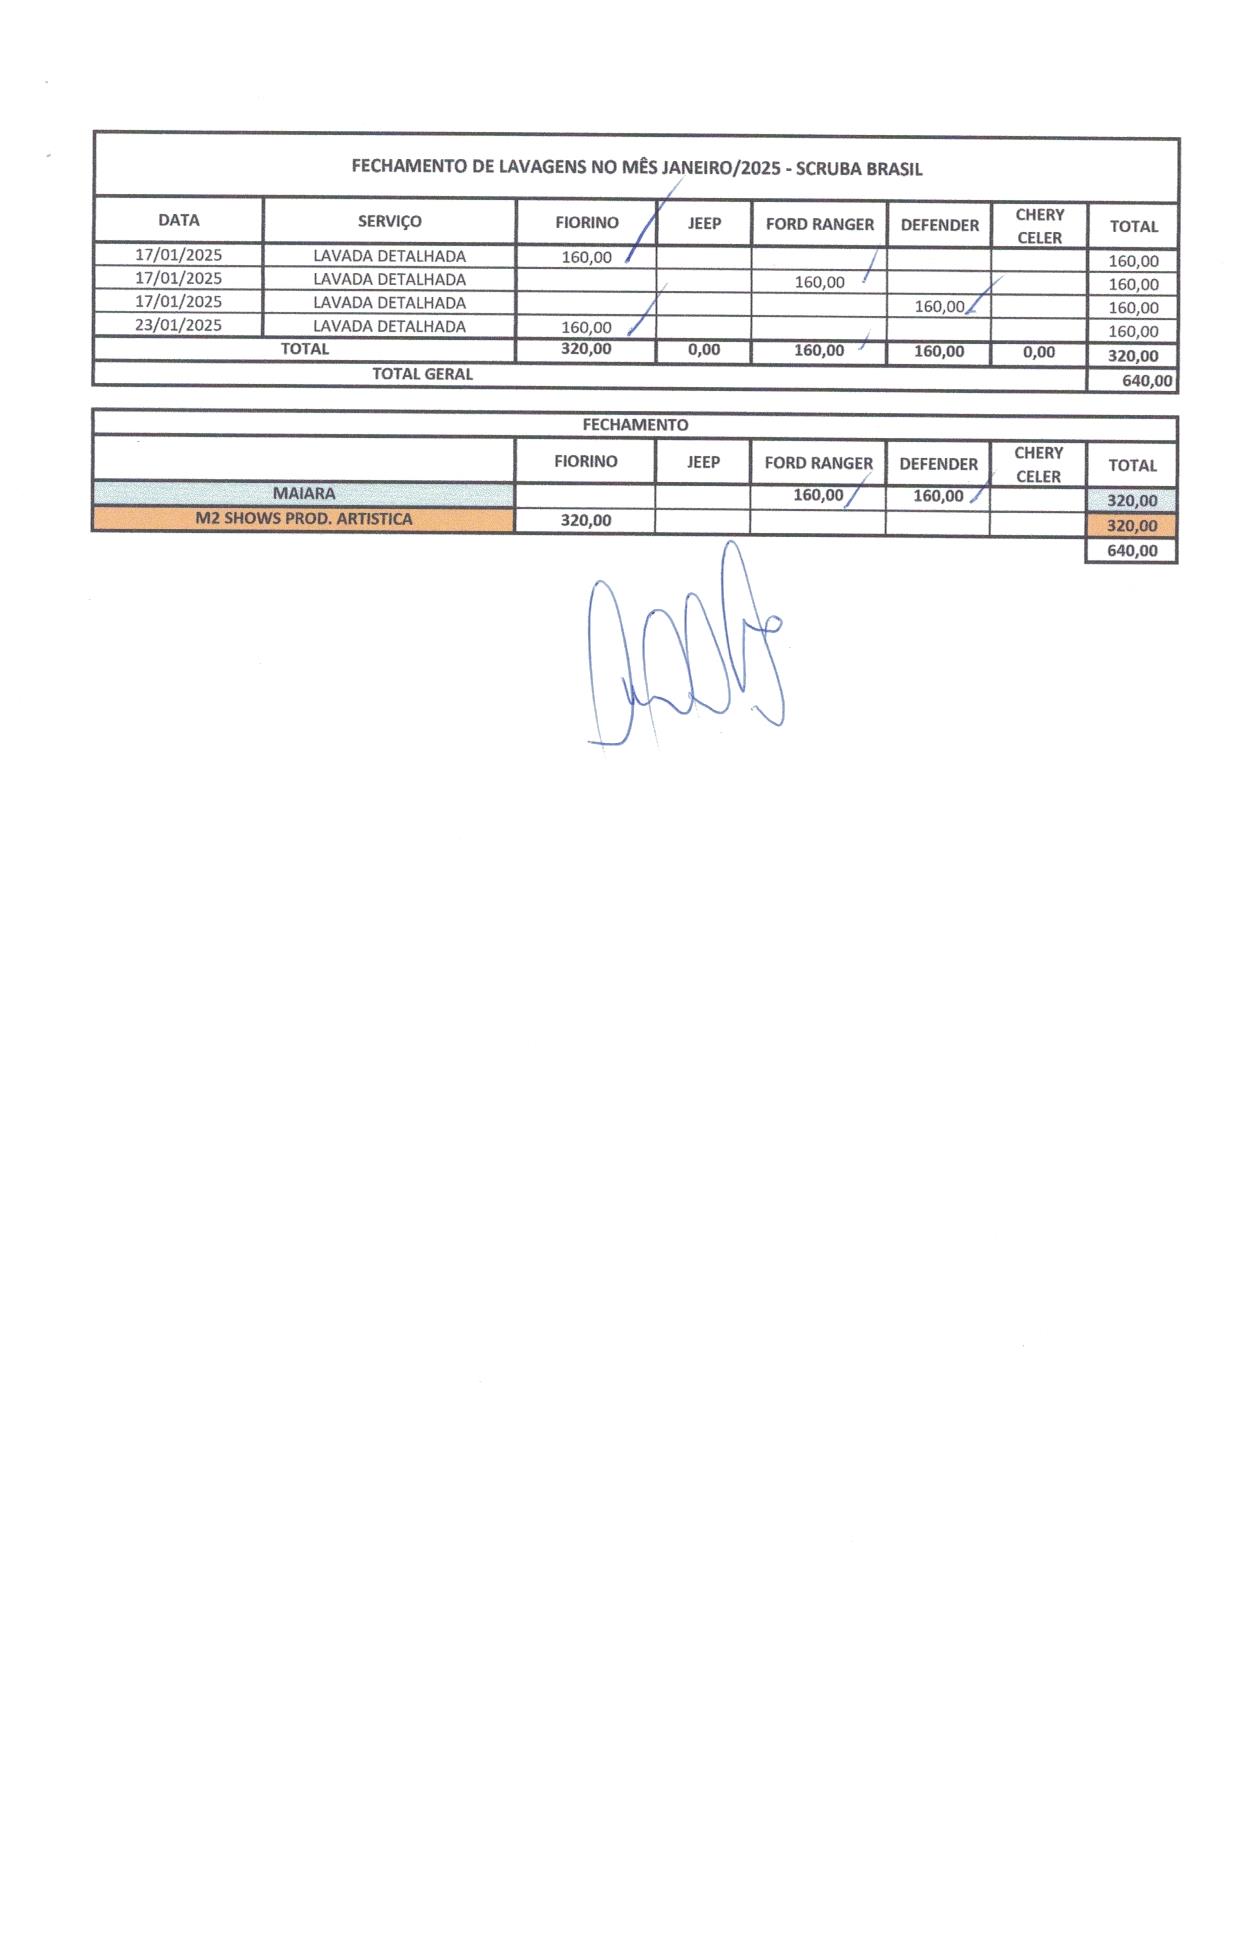 FECHAMENTO DE LAVAGENS NO MÊS JANEIRO/2025 - SCRUBA BRASIL
DATA SERVIÇO FIORINO JEEP FORD RANGER DEFENDER CHERY CELER TOTAL
17/01/2025 LAVADA DETALHADA 160,00 160,00
17/01/2025 LAVADA DETALHADA 160,00 160,00
17/01/2025 LAVADA DETALHADA 160,00 160,00
23/01/2025 LAVADA DETALHADA 160,00 160,00
TOTAL 320,00 0,00 160,00 160,00 0,00 320,00
TOTAL GERAL 640,00
FECHAMENTO
FIORINO JEEP FORD RANGER DEFENDER CHERY CELER TOTAL
MAIARA 160,00 160,00 320,00
M2 SHOWS PROD. ARTISTICA 320,00 320,00
640,00